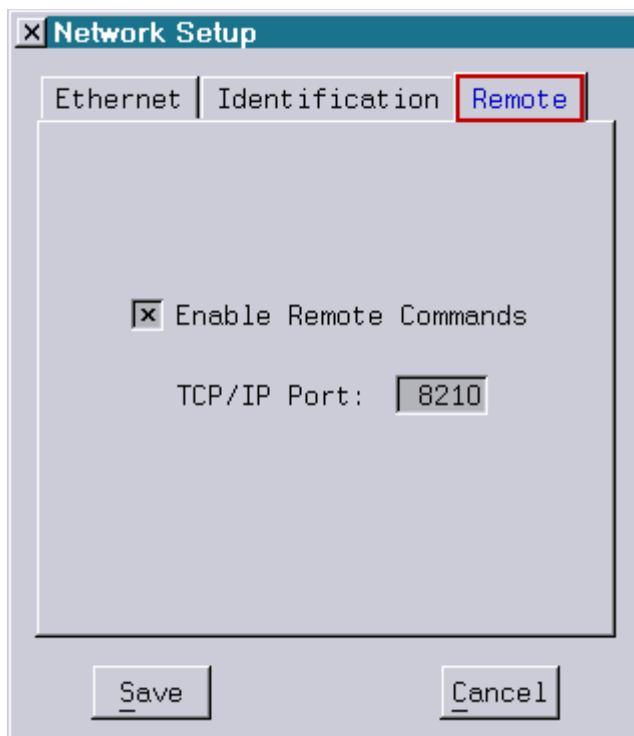 Network Setup
Ethernet Identification Remote
Enable Remote Commands
TCP/IP Port: 8210
Save Cancel